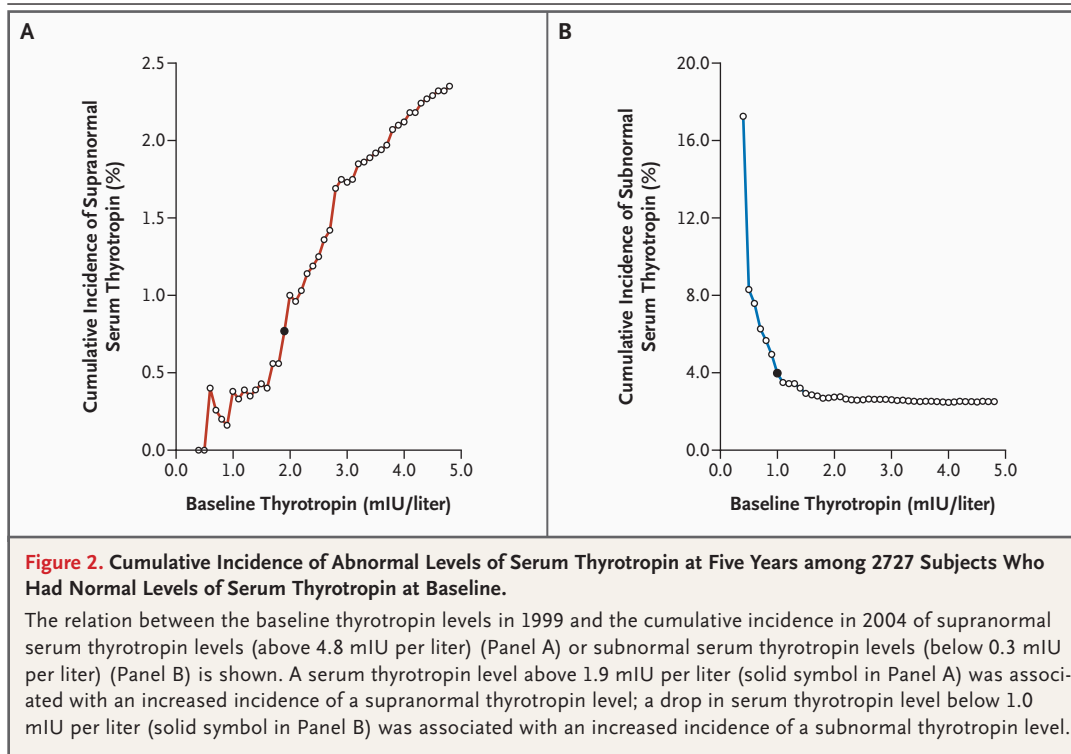 A
Cumulative Incidence of Supranormal
Serum Thyrotropin (%)
2.5
2.0
1.5
1.0
0.5
0.0
0.0 1.0 2.0 3.0 4.0 5.0
Baseline Thyrotropin (mIU/liter)
B
Cumulative Incidence of Subnormal
Serum Thyrotropin (%)
20.0
16.0
12.0
8.0
4.0
0.0
0.0 1.0 2.0 3.0 4.0 5.0
Baseline Thyrotropin (mIU/liter)
Figure 2. Cumulative Incidence of Abnormal Levels of Serum Thyrotropin at Five Years among 2727 Subjects Who
Had Normal Levels of Serum Thyrotropin at Baseline.
The relation between the baseline thyrotropin levels in 1999 and the cumulative incidence in 2004 of supranormal
serum thyrotropin levels (above 4.8 mIU per liter) (Panel A) or subnormal serum thyrotropin levels (below 0.3 mIU
per liter) (Panel B) is shown. A serum thyrotropin level above 1.9 mIU per liter (solid symbol in Panel A) was associ-
ated with an increased incidence of a supranormal thyrotropin level; a drop in serum thyrotropin level below 1.0
mIU per liter (solid symbol in Panel B) was associated with an increased incidence of a subnormal thyrotropin level.